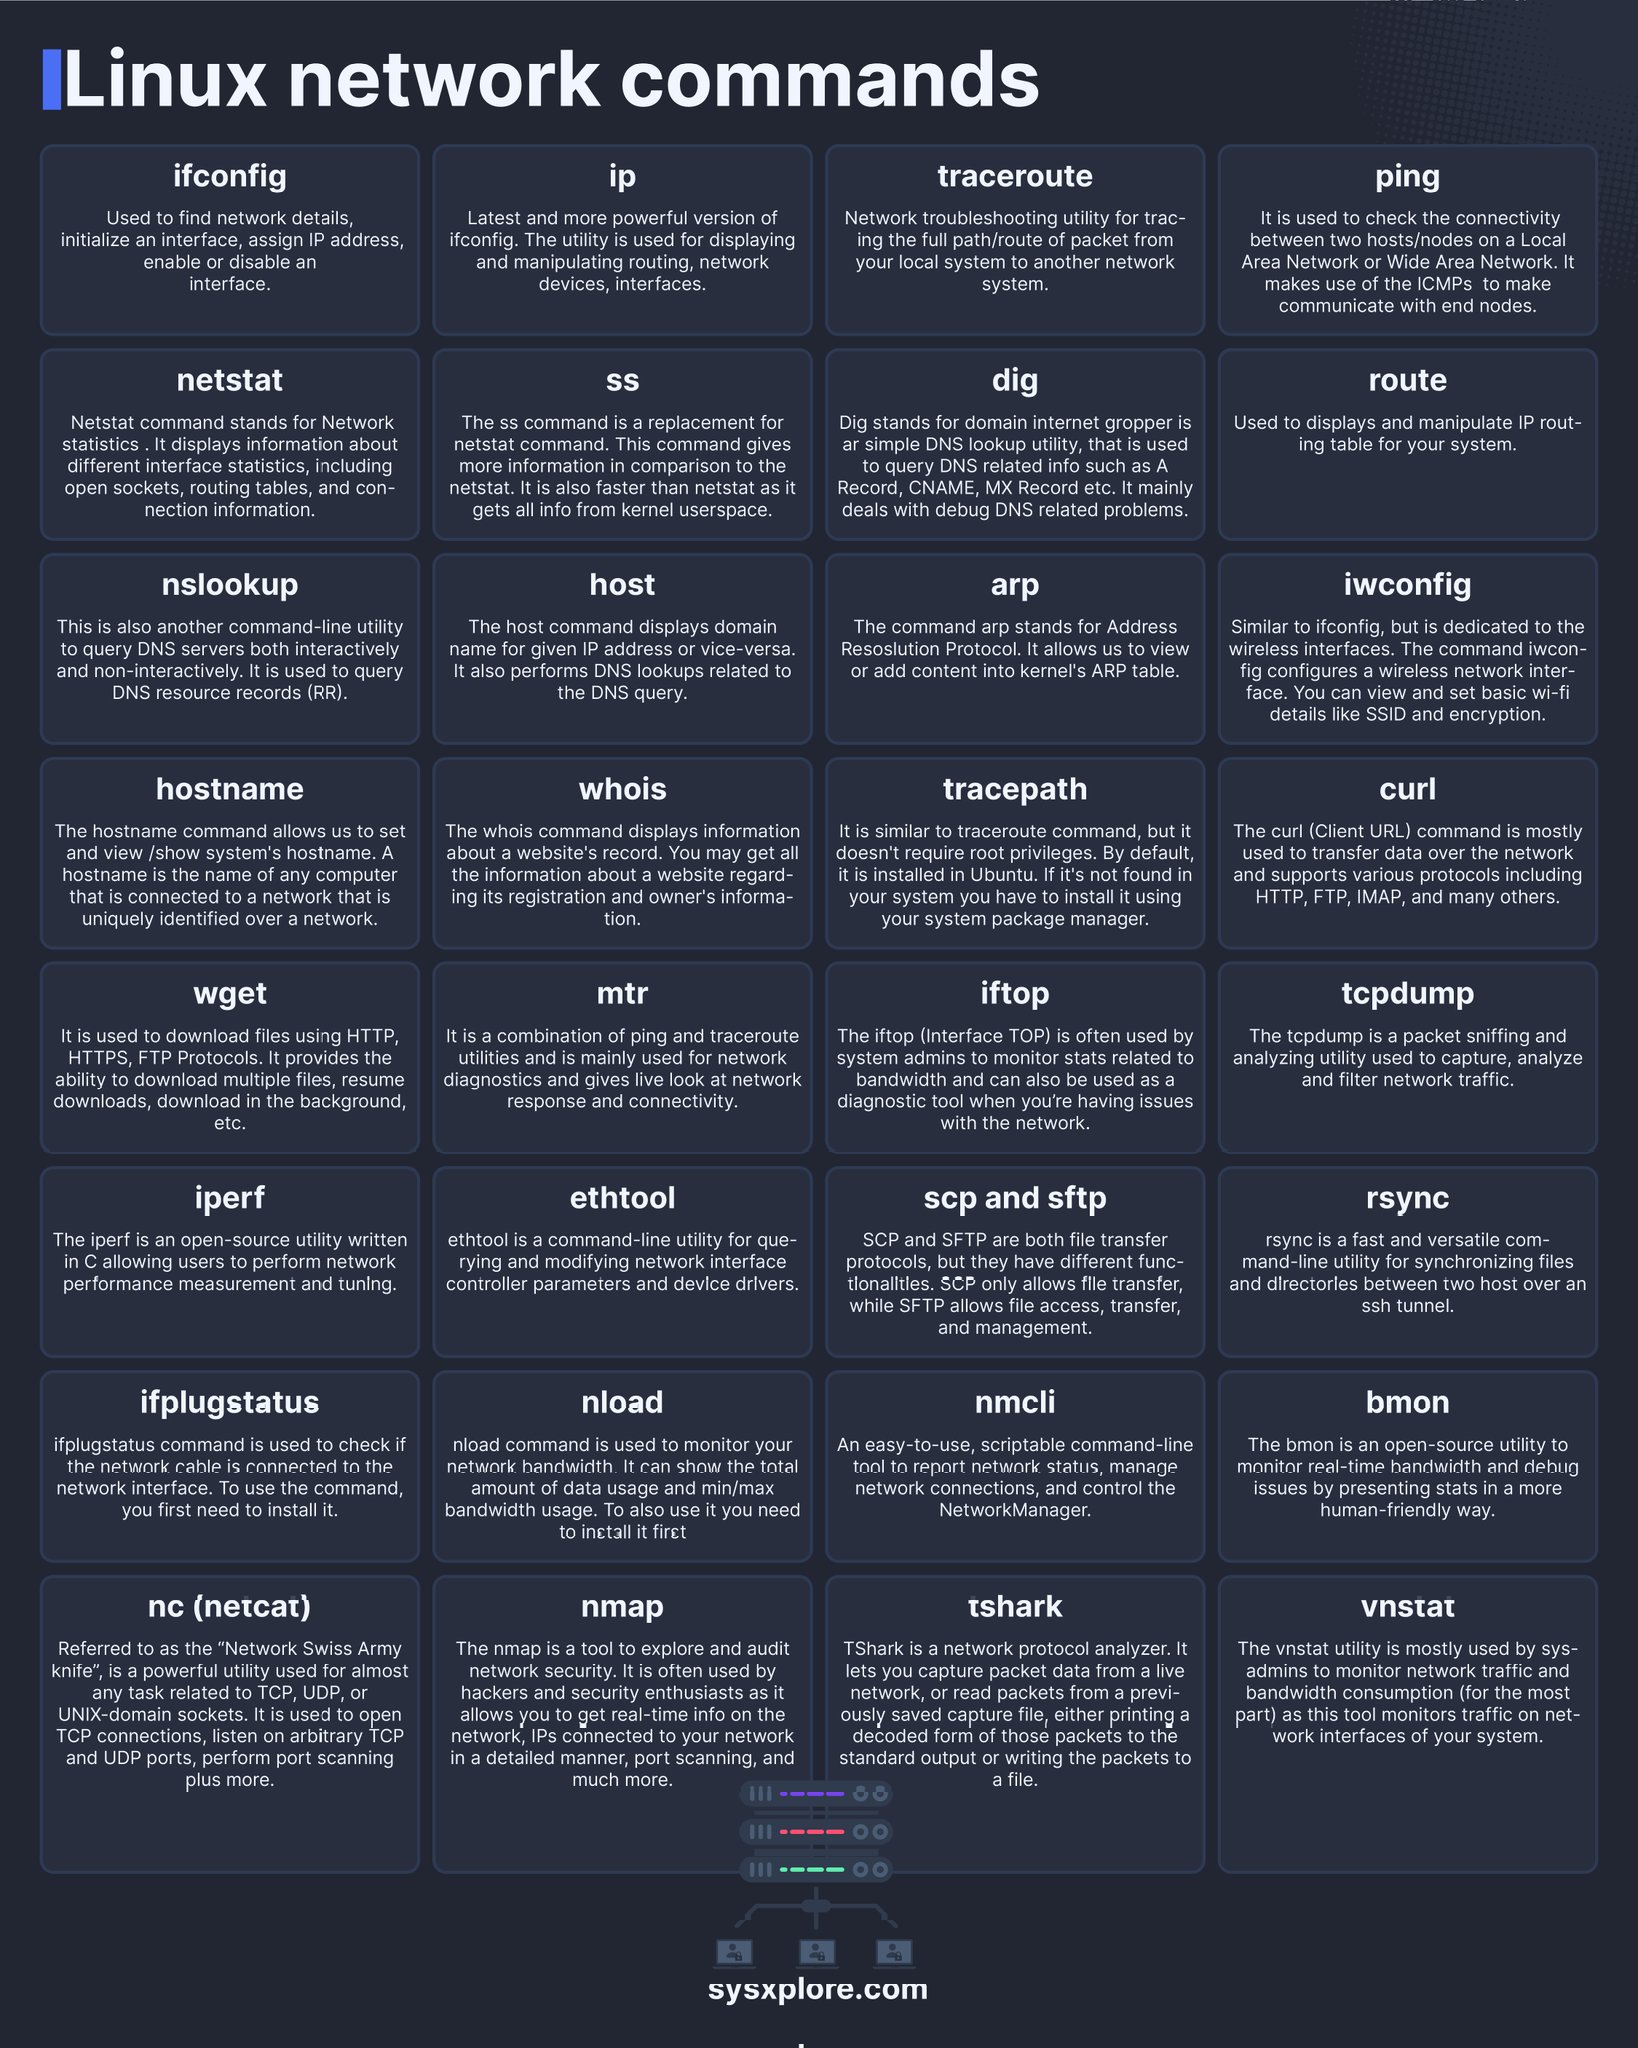 Linux network commands
ifconfig
Used to find network details,
initialize an interface, assign IP address,
enable or disable an
interface.
ip
Latest and more powerful version of
ifconfig. The utility is used for displaying
and manipulating routing, network
devices, interfaces.
traceroute
Network troubleshooting utility for trac-
ing the full path/route of packet from
your local system to another network
system.
ping
It is used to check the connectivity
between two hosts/nodes on a Local
Area Network or Wide Area Network. It
makes use of the ICMPs to make
communicate with end nodes.
netstat
Netstat command stands for Network
statistics . It displays information about
different interface statistics, including
open sockets, routing tables, and con-
nection information.
ss
The ss command is a replacement for
netstat command. This command gives
more information in comparison to the
netstat. It is also faster than netstat as it
gets all info from kernel userspace.
dig
Dig stands for domain internet gropper is
ar simple DNS lookup utility, that is used
to query DNS related info such as A
Record, CNAME, MX Record etc. It mainly
deals with debug DNS related problems.
route
Used to displays and manipulate IP rout-
ing table for your system.
nslookup
This is also another command-line utility
to query DNS servers both interactively
and non-interactively. It is used to query
DNS resource records (RR).
host
The host command displays domain
name for given IP address or vice-versa.
It also performs DNS lookups related to
the DNS query.
arp
The command arp stands for Address
Resoslution Protocol. It allows us to view
or add content into kernel's ARP table.
iwconfig
Similar to ifconfig, but is dedicated to the
wireless interfaces. The command iwcon-
fig configures a wireless network inter-
face. You can view and set basic wi-fi
details like SSID and encryption.
hostname
The hostname command allows us to set
and view /show system's hostname. A
hostname is the name of any computer
that is connected to a network that is
uniquely identified over a network.
whois
The whois command displays information
about a website's record. You may get all
the information about a website regard-
ing its registration and owner's informa-
tion.
tracepath
It is similar to traceroute command, but it
doesn't require root privileges. By default,
it is installed in Ubuntu. If it's not found in
your system you have to install it using
your system package manager.
curl
The curl (Client URL) command is mostly
used to transfer data over the network
and supports various protocols including
HTTP, FTP, IMAP, and many others.
wget
It is used to download files using HTTP,
HTTPS, FTP Protocols. It provides the
ability to download multiple files, resume
downloads, download in the background,
etc.
mtr
It is a combination of ping and traceroute
utilities and is mainly used for network
diagnostics and gives live look at network
response and connectivity.
iftop
The iftop (Interface TOP) is often used by
system admins to monitor stats related to
bandwidth and can also be used as a
diagnostic tool when you’re having issues
with the network.
tcpdump
The tcpdump is a packet sniffing and
analyzing utility used to capture, analyze
and filter network traffic.
iperf
The iperf is an open-source utility written
in C allowing users to perform network
performance measurement and tuning.
ethtool
ethtool is a command-line utility for que-
rying and modifying network interface
controller parameters and device drivers.
scp and sftp
SCP and SFTP are both file transfer
protocols, but they have different func-
tionalities. SCP only allows file transfer,
while SFTP allows file access, transfer,
and management.
rsync
rsync is a fast and versatile com-
mand-line utility for synchronizing files
and directories between two host over an
ssh tunnel.
ifplugstatus
ifplugstatus command is used to check if
the network cable is connected to the
network interface. To use the command,
you first need to install it.
nload
nload command is used to monitor your
network bandwidth. It can show the total
amount of data usage and min/max
bandwidth usage. To also use it you need
to install it first
nmcli
An easy-to-use, scriptable command-line
tool to report network status, manage
network connections, and control the
NetworkManager.
bmon
The bmon is an open-source utility to
monitor real-time bandwidth and debug
issues by presenting stats in a more
human-friendly way.
nc (netcat)
Referred to as the “Network Swiss Army
knife”, is a powerful utility used for almost
any task related to TCP, UDP, or
UNIX-domain sockets. It is used to open
TCP connections, listen on arbitrary TCP
and UDP ports, perform port scanning
plus more.
nmap
The nmap is a tool to explore and audit
network security. It is often used by
hackers and security enthusiasts as it
allows you to get real-time info on the
network, IPs connected to your network
in a detailed manner, port scanning, and
much more.
tshark
TShark is a network protocol analyzer. It
lets you capture packet data from a live
network, or read packets from a previ-
ously saved capture file, either printing a
decoded form of those packets to the
standard output or writing the packets to
a file.
vnstat
The vnstat utility is mostly used by sys-
admins to monitor network traffic and
bandwidth consumption (for the most
part) as this tool monitors traffic on net-
work interfaces of your system.
sysxplore.com